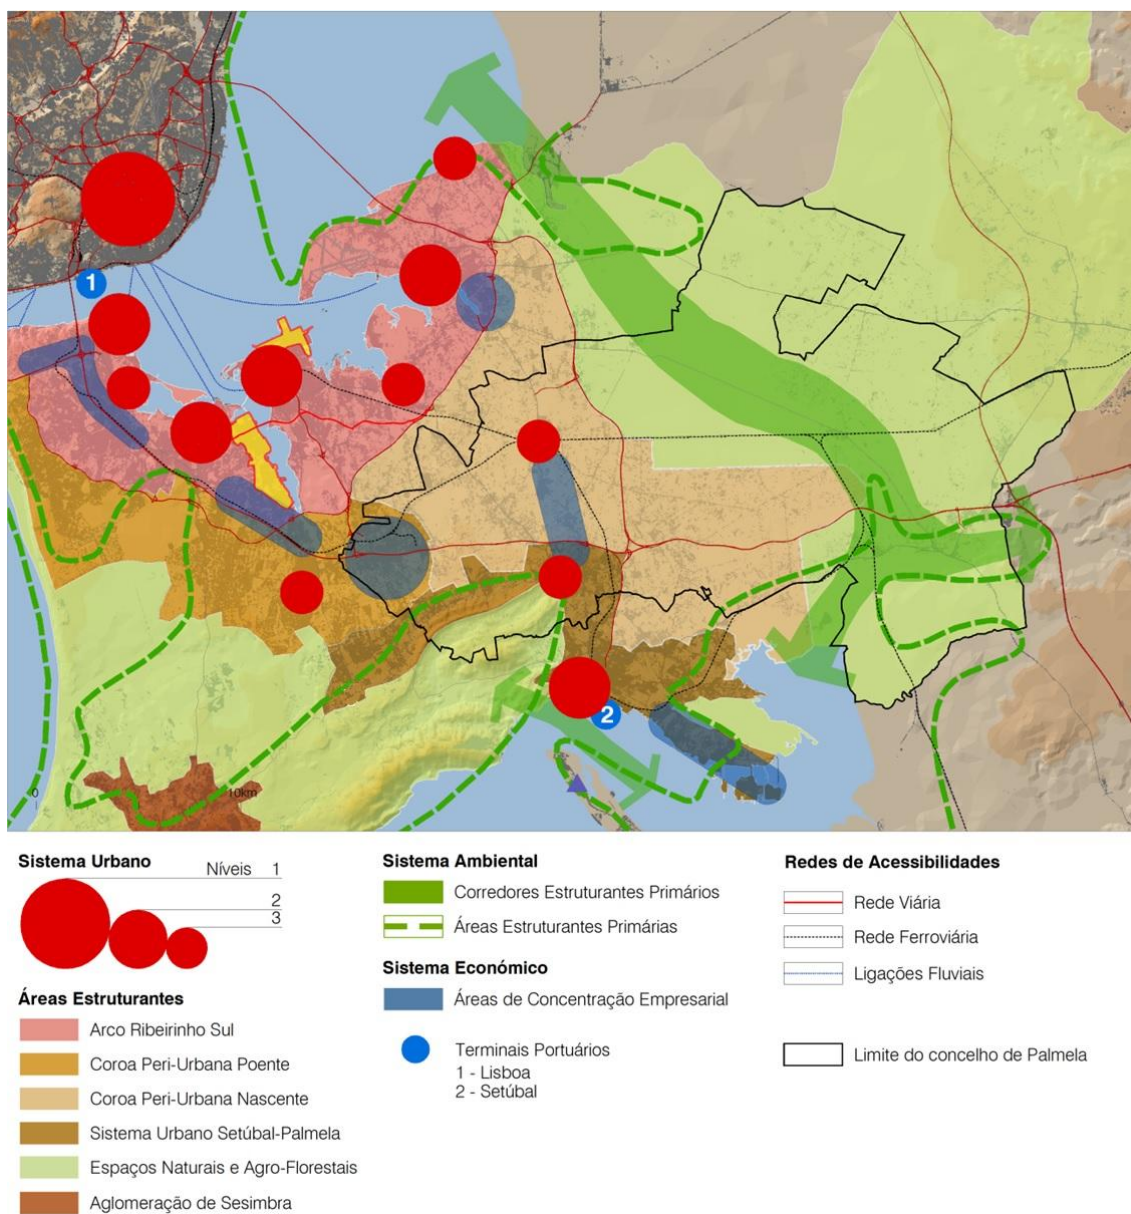 1
2
0
10km
Sistema Urbano
Níveis 1
2
3
Áreas Estruturantes
Arco Ribeirinho Sul
Coroa Peri-Urbana Poente
Coroa Peri-Urbana Nascente
Sistema Urbano Setúbal-Palmela
Espaços Naturais e Agro-Florestais
Aglomeração de Sesimbra
Sistema Ambiental
Corredores Estruturantes Primários
Áreas Estruturantes Primárias
Sistema Económico
Áreas de Concentração Empresarial
Terminais Portuários
1 - Lisboa
2 - Setúbal
Redes de Acessibilidades
Rede Viária
Rede Ferroviária
Ligações Fluviais
Limite do concelho de Palmela